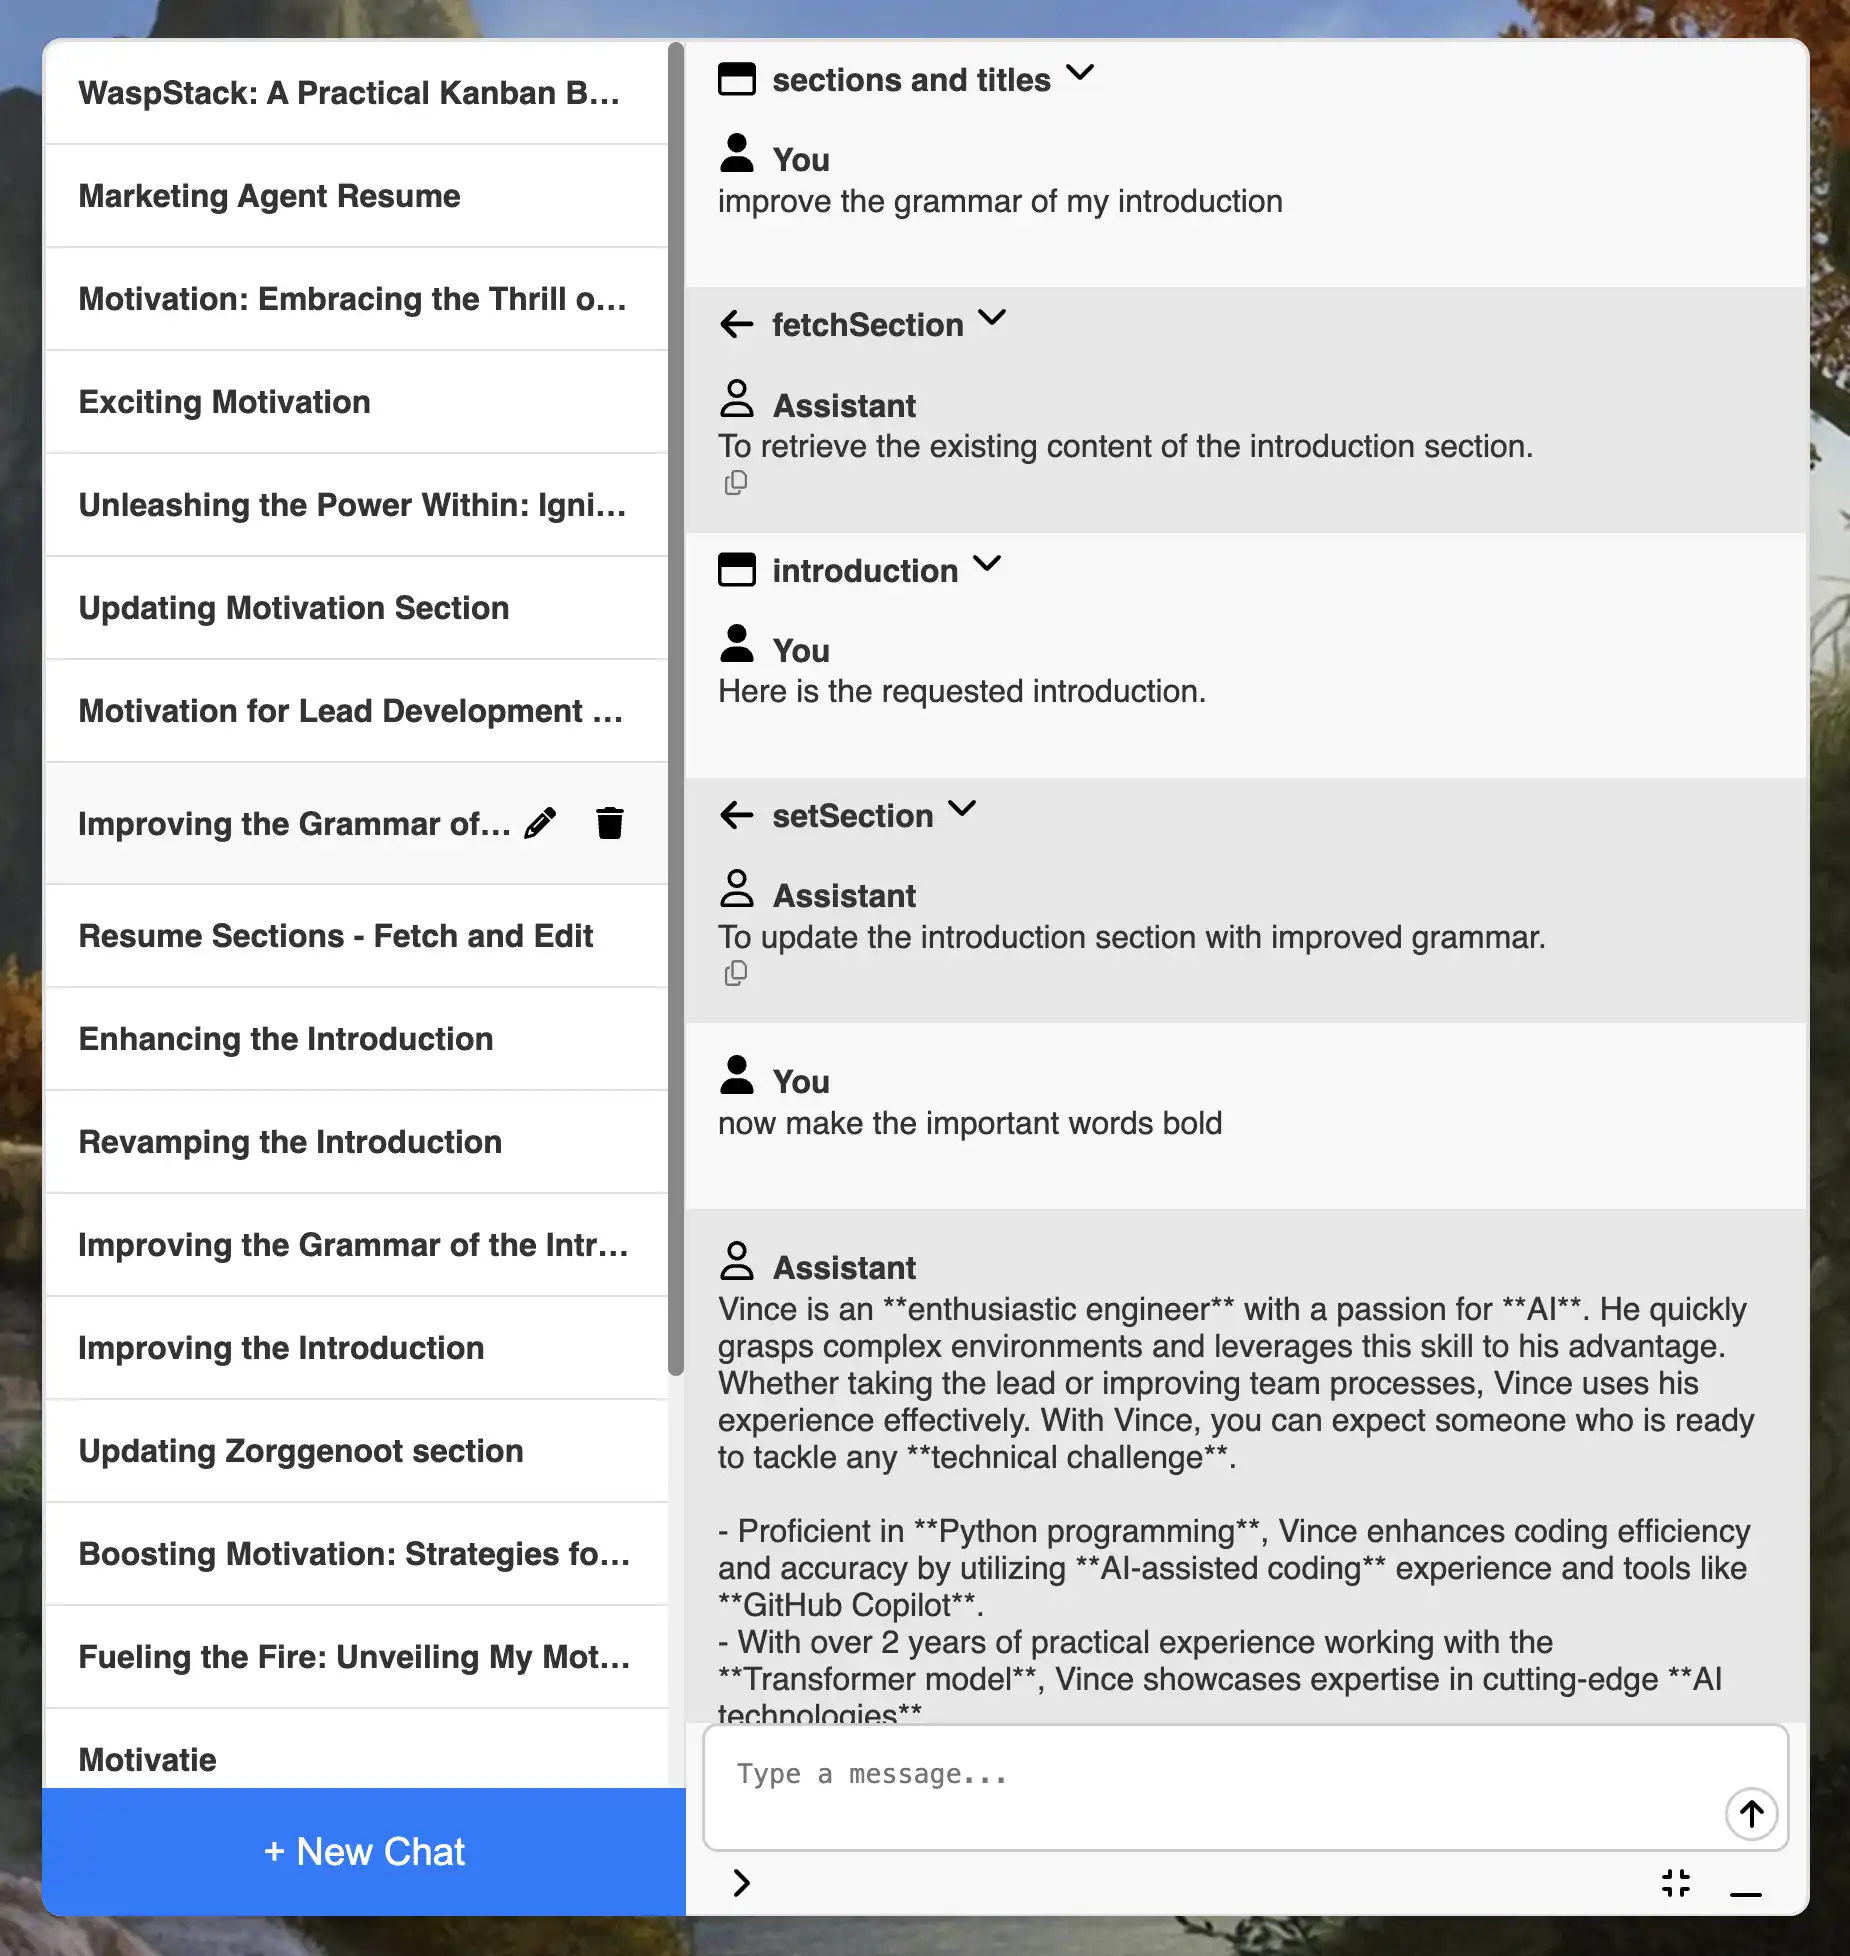 WaspStack: A Practical Kanban B...
Marketing Agent Resume
Motivation: Embracing the Thrill o...
Exciting Motivation
Unleashing the Power Within: Igni...
Updating Motivation Section
Motivation for Lead Development ...
Improving the Grammar of...
Resume Sections - Fetch and Edit
Enhancing the Introduction
Revamping the Introduction
Improving the Grammar of the Intr...
Improving the Introduction
Updating Zorggenoot section
Boosting Motivation: Strategies fo...
Fueling the Fire: Unveiling My Mot...
Motivatie
+ New Chat
sections and titles
You
improve the grammar of my introduction
fetchSection
Assistant
To retrieve the existing content of the introduction section.
introduction
You
Here is the requested introduction.
setSection
Assistant
To update the introduction section with improved grammar.
You
now make the important words bold
Assistant
Vince is an **enthusiastic engineer** with a passion for **AI**. He quickly
grasps complex environments and leverages this skill to his advantage.
Whether taking the lead or improving team processes, Vince uses his
experience effectively. With Vince, you can expect someone who is ready
to tackle any **technical challenge**.
- Proficient in **Python programming**, Vince enhances coding efficiency
and accuracy by utilizing **AI-assisted coding** experience and tools like
**GitHub Copilot**.
- With over 2 years of practical experience working with the
**Transformer model**, Vince showcases expertise in cutting-edge **AI
technologies**
Type a message...